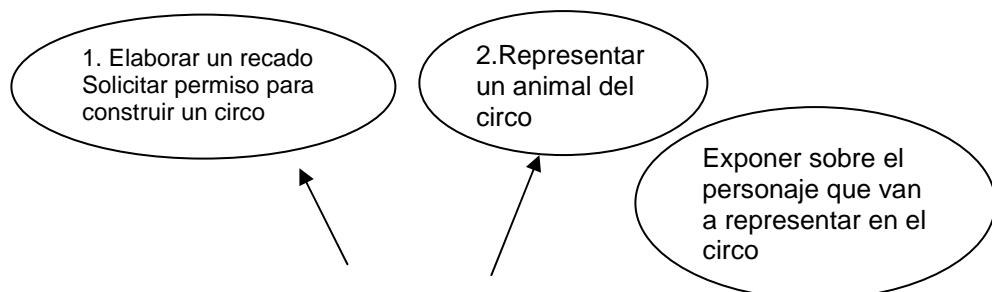 1. Elaborar un recado
Solicitar permiso para
construir un circo
2.Representar
un animal del
circo
Exponer sobre el
personaje que van
a representar en el
circo